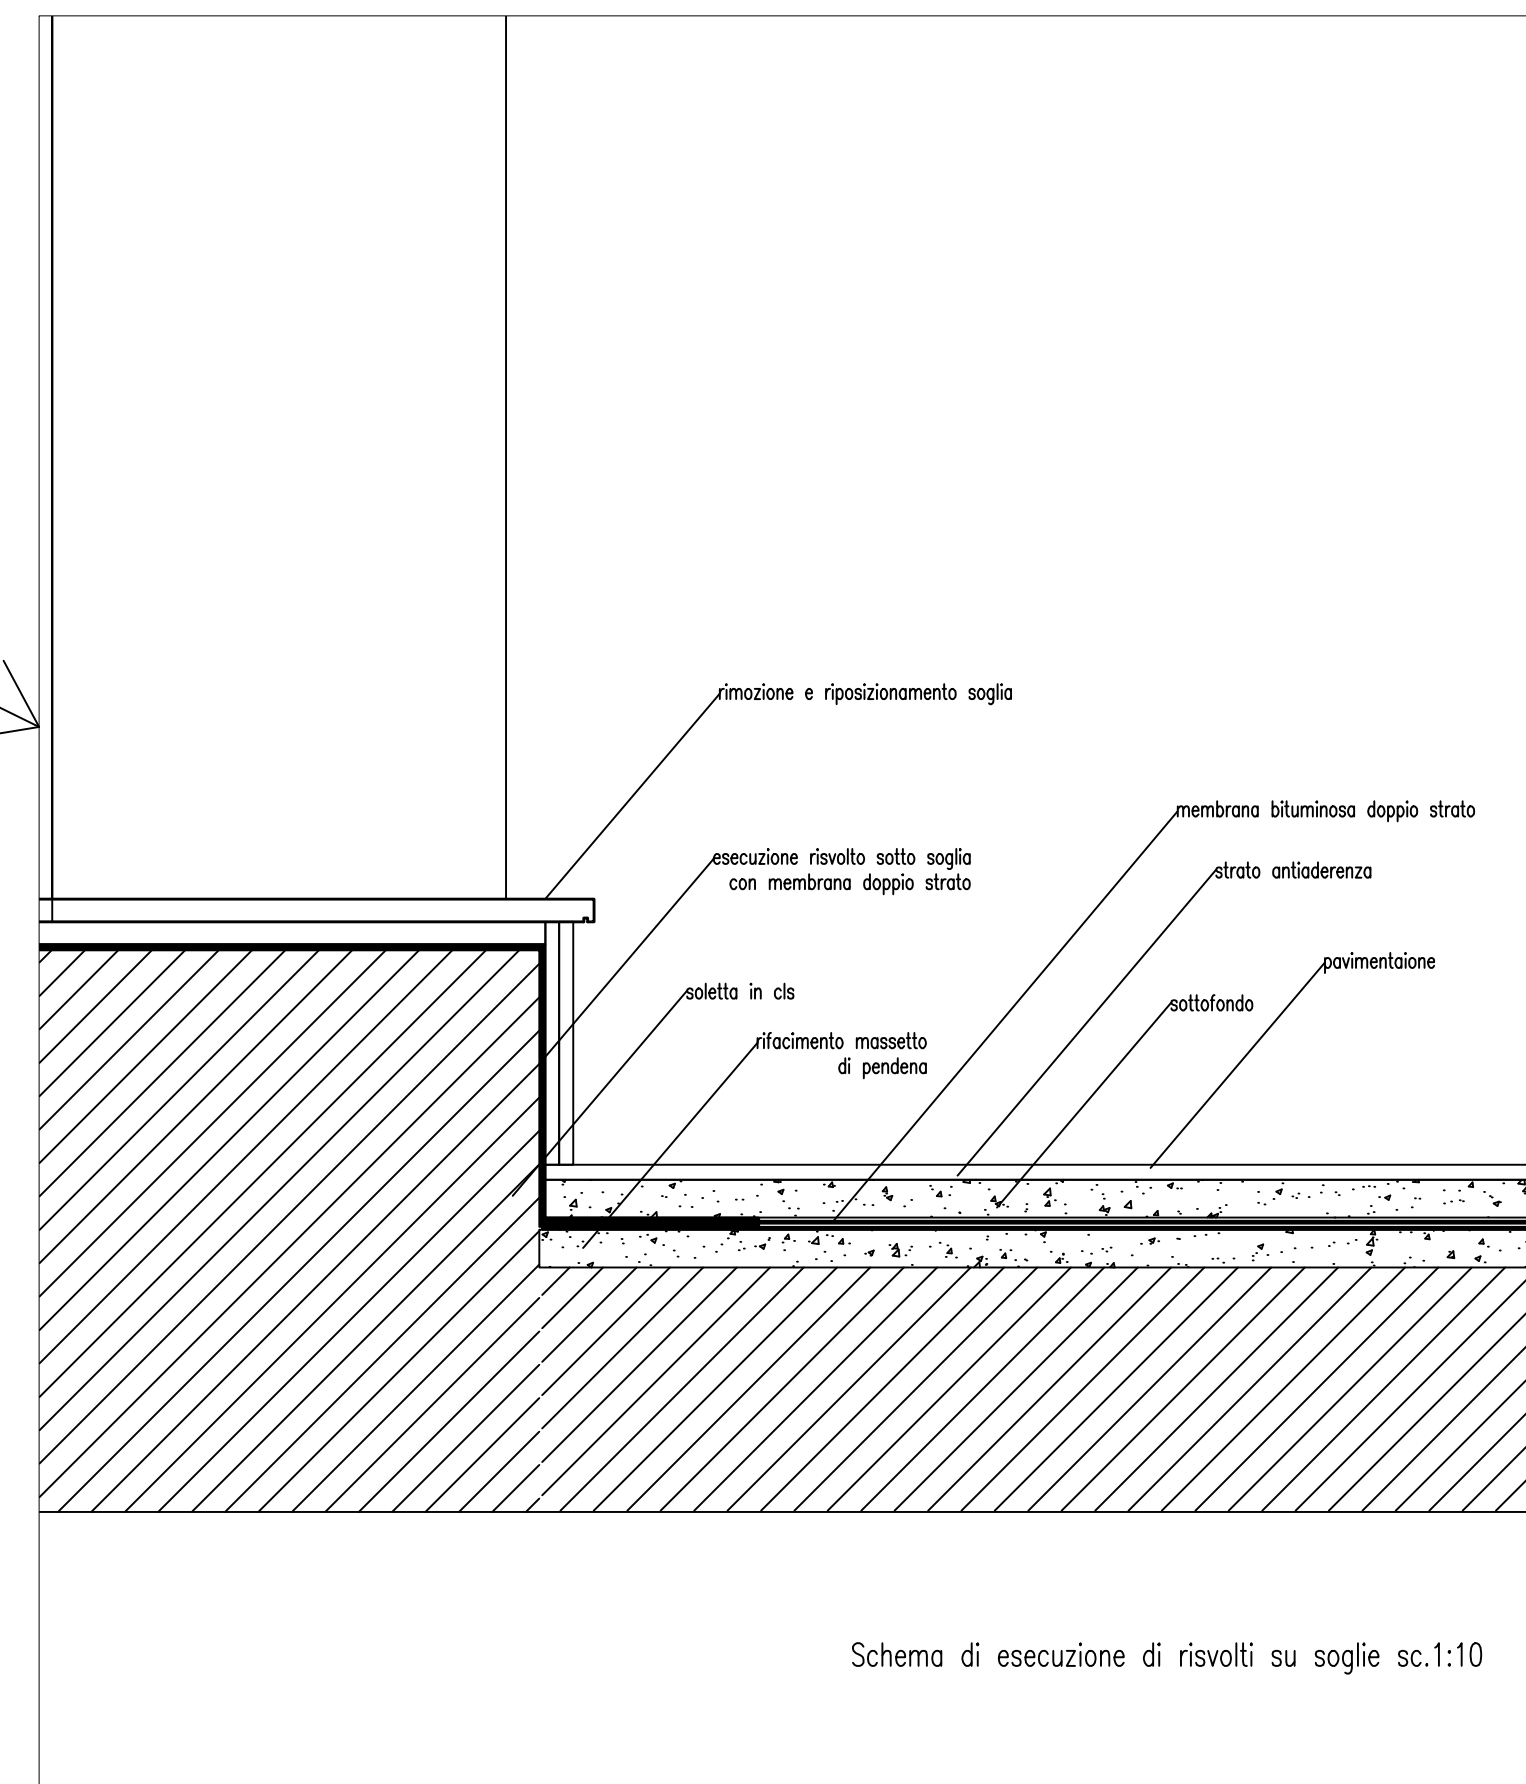 rimozione e riposizionamento soglia
membrana bituminosa doppio strato
esecuzione risvolto sotto soglia
con membrana doppio strato
strato antiaderenza
pavimentaione
soletta in cls
sottofondo
rifacimento massetto
di pendena
Schema di esecuzione di risvolti su soglie sc.1:10